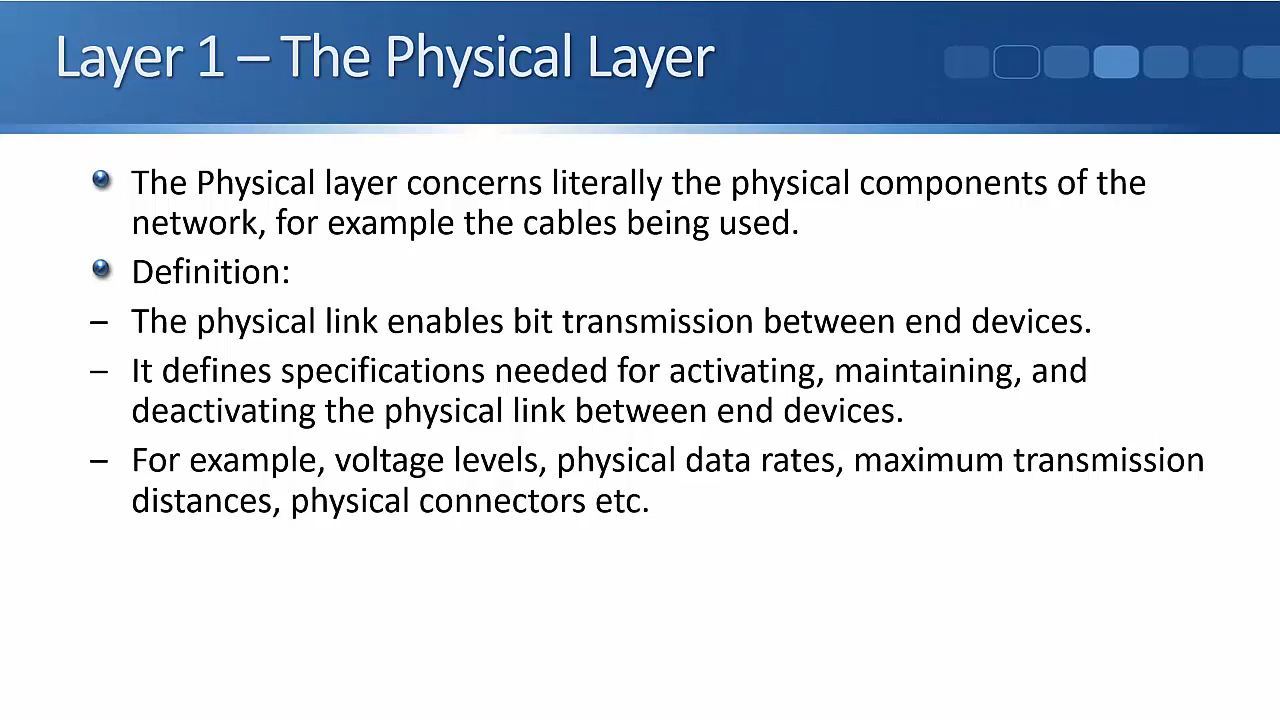 Layer 1 – The Physical Layer
The Physical layer concerns literally the physical components of the
network, for example the cables being used.
Definition:
– The physical link enables bit transmission between end devices.
– It defines specifications needed for activating, maintaining, and
deactivating the physical link between end devices.
– For example, voltage levels, physical data rates, maximum transmission
distances, physical connectors etc.